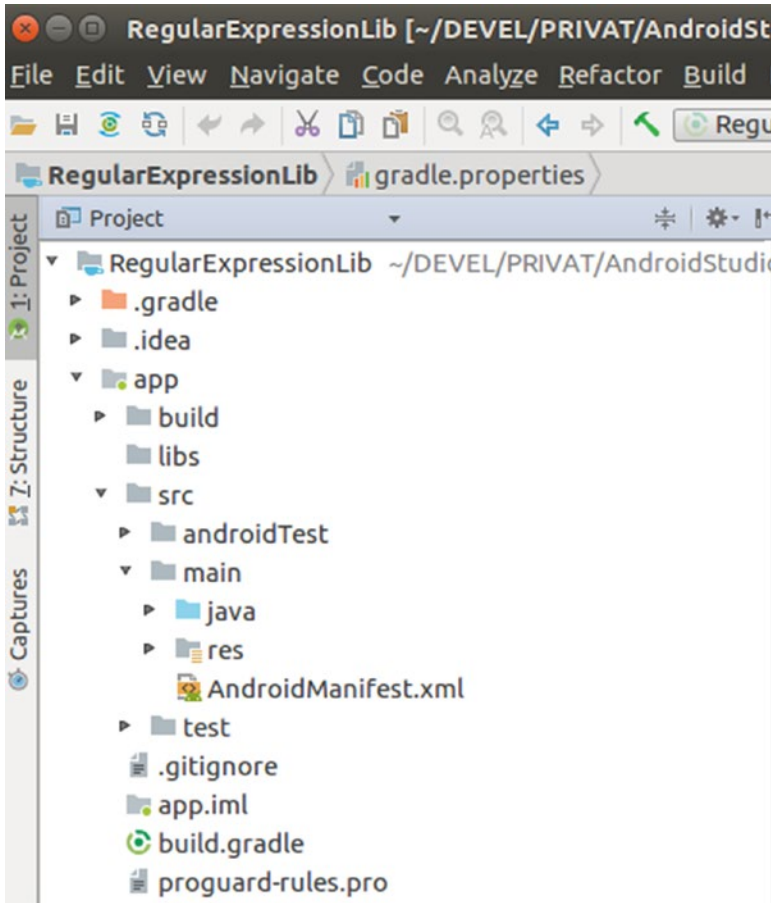 RegularExpressionLib [~/DEVEL/PRIVAT/AndroidSt
File Edit View Navigate Code Analyze Refactor Build
Regu
RegularExpressionLib gradle.properties
Project
RegularExpressionLib ~/DEVEL/PRIVAT/AndroidStudio
.gradle
.idea
app
build
libs
src
androidTest
main
java
res
AndroidManifest.xml
test
.gitignore
app.iml
build.gradle
proguard-rules.pro
1: Project
7: Structure
Captures